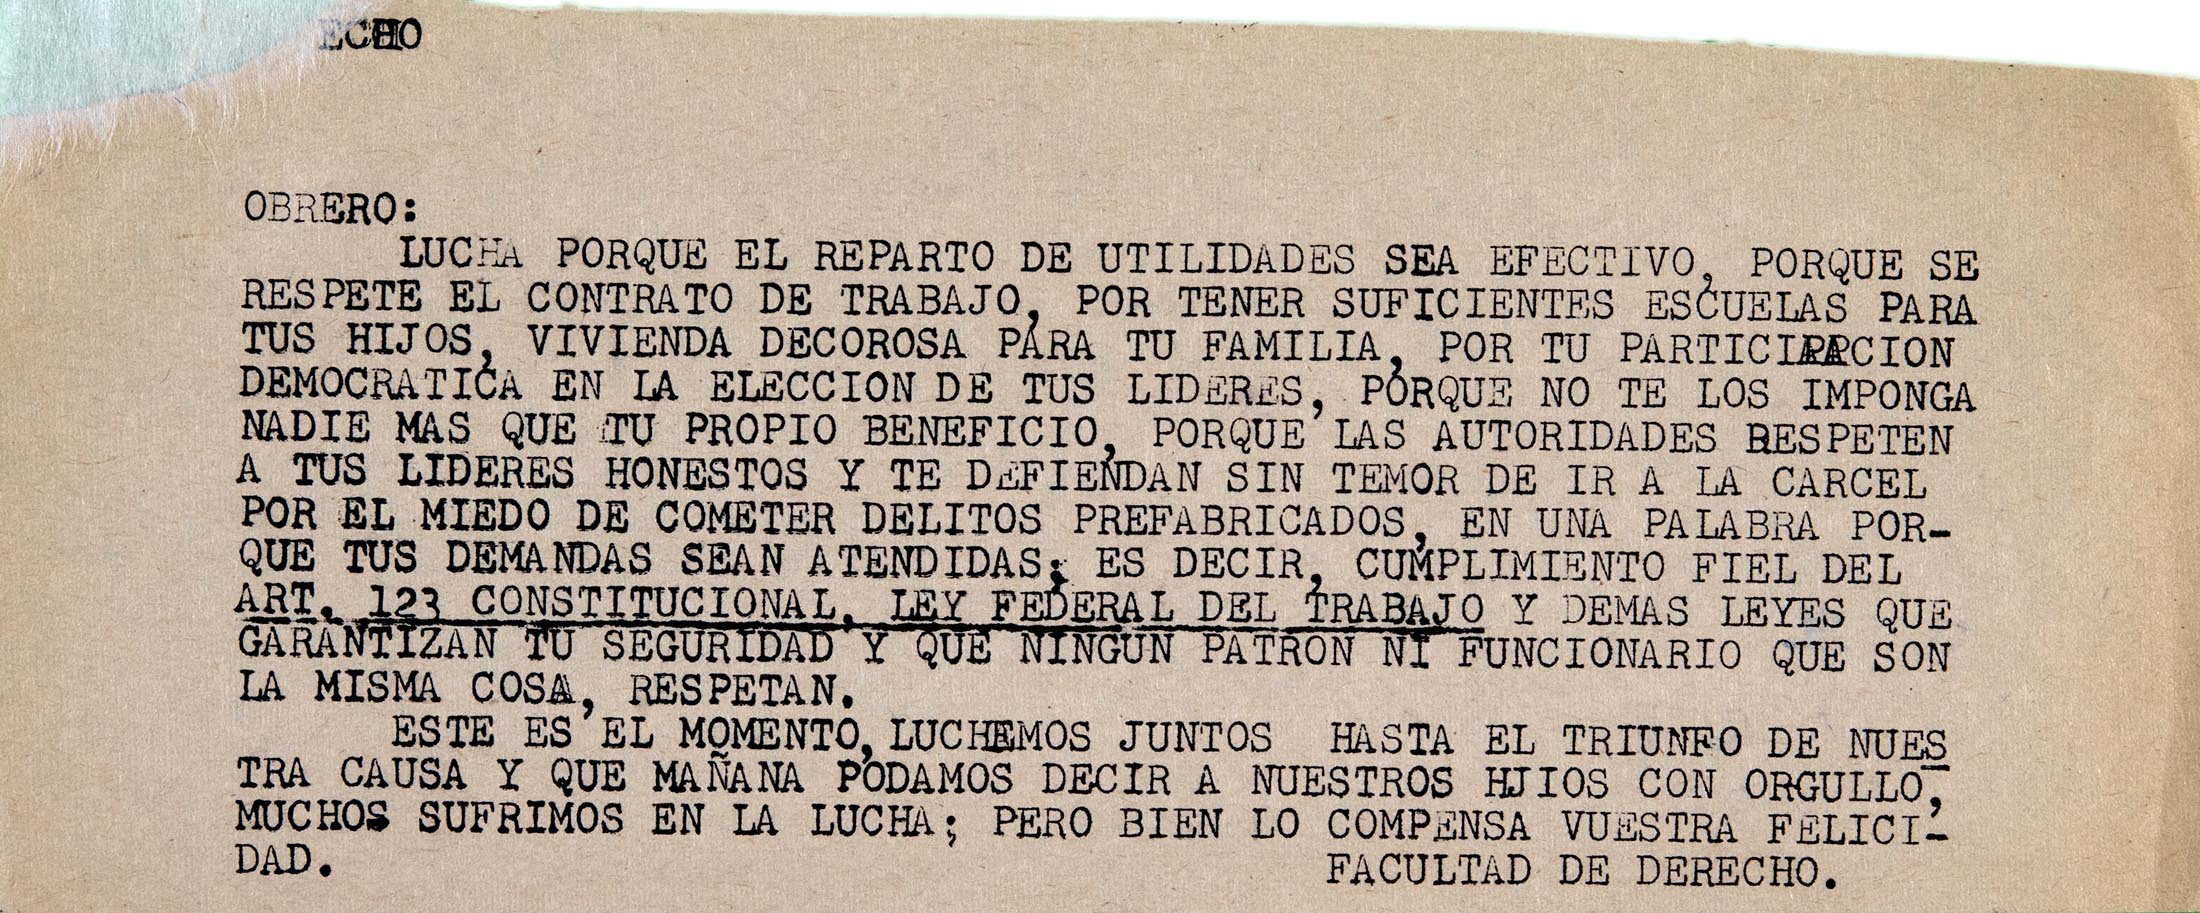 ECHO
OBRERO:
LUCHA PORQUE EL REPARTO DE UTILIDADES SEA EFECTIVO, PORQUE SE
RESPETE EL CONTRATO DE TRABAJO, POR TENER SUFICIENTES ESCUELAS PARA
TUS HIJOS, VIVIENDA DECOROSA PARA TU FAMILIA, POR TU PARTICIPACION
DEMOCRATICA EN LA ELECCION DE TUS LIDERES, PORQUE NO TE LOS IMPONGA
NADIE MAS QUE TU PROPIO BENEFICIO, PORQUE LAS AUTORIDADES RESPETEN
A TUS LIDERES HONESTOS Y TE DEFIENDAN SIN TEMOR DE IR A LA CARCEL
POR EL MIEDO DE COMETER DELITOS PREFABRICADOS, EN UNA PALABRA POR-
QUE TUS DEMANDAS SEAN ATENDIDAS; ES DECIR, CUMPLIMIENTO FIEL DEL
ART. 123 CONSTITUCIONAL, LEY FEDERAL DEL TRABAJO Y DEMAS LEYES QUE
GARANTIZAN TU SEGURIDAD Y QUE NINGUN PATRON NI FUNCIONARIO QUE SON
LA MISMA COSA, RESPETAN.
ESTE ES EL MOMENTO, LUCHEMOS JUNTOS HASTA EL TRIUNFO DE NUES
TRA CAUSA Y QUE MAÑANA PODAMOS DECIR A NUESTROS HJIOS CON ORGULLO,
MUCHOS SUFRIMOS EN LA LUCHA; PERO BIEN LO COMPENSA VUESTRA FELICI-
DAD. FACULTAD DE DERECHO.